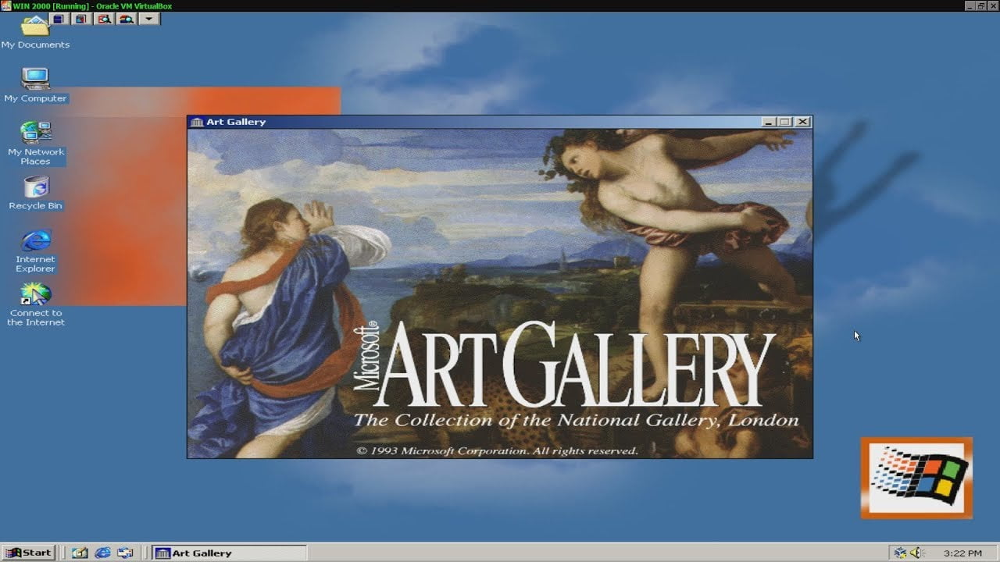 WIN 2000 [Running] - Oracle VM VirtualBox
My Documents
My Computer
My Network
Places
Recycle Bin
Internet
Explorer
Connect to
the Internet
Art Gallery
Microsoft®
ART GALLERY
The Collection of the National Gallery, London
© 1993 Microsoft Corporation. All rights reserved.
Start
Art Gallery
3:22 PM